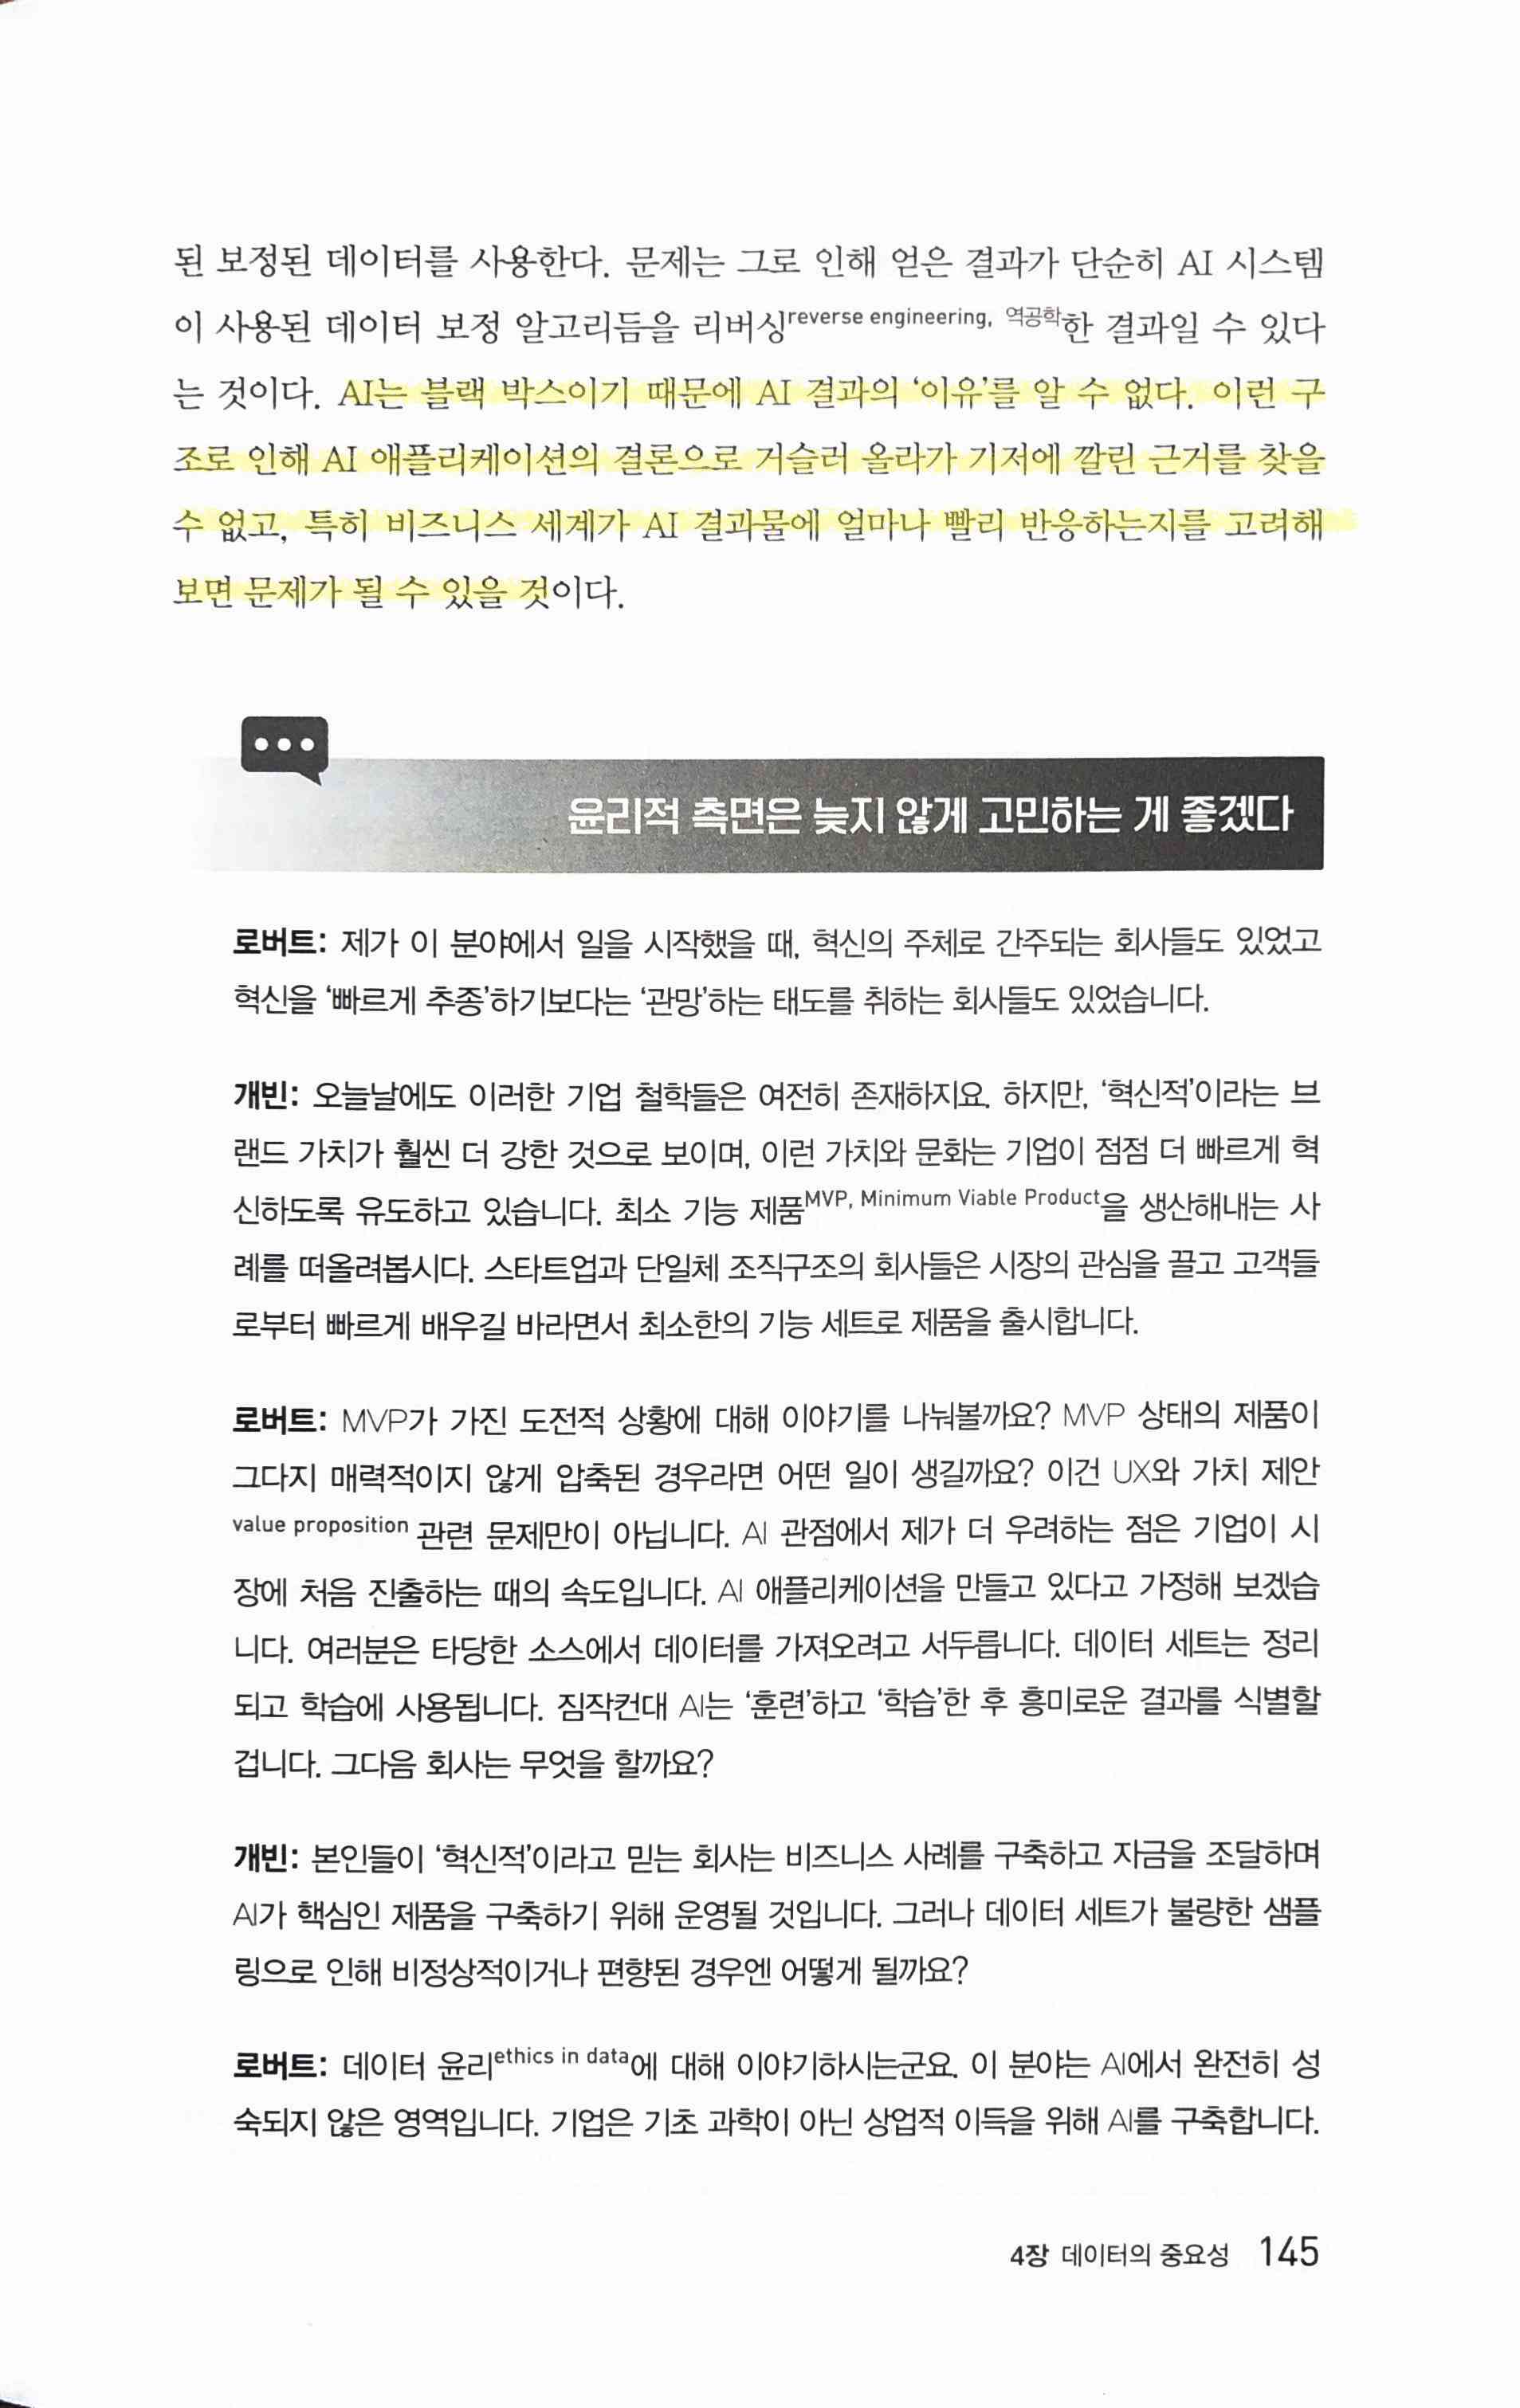 된 보정된 데이터를 사용한다. 문제는 그로 인해 얻은 결과가 단순히 AI 시스템
이 사용된 데이터 보정 알고리듬을 리버싱reverse engineering, 역공학한 결과일 수 있다
는 것이다. AI는 블랙 박스이기 때문에 AI 결과의 ‘이유’를 알 수 없다. 이런 구
조로 인해 AI 애플리케이션의 결론으로 거슬러 올라가 기저에 깔린 근거를 찾을
수 없고, 특히 비즈니스 세계가 AI 결과물에 얼마나 빨리 반응하는지를 고려해
보면 문제가 될 수 있을 것이다.
윤리적 측면은 늦지 않게 고민하는 게 좋겠다
로버트: 제가 이 분야에서 일을 시작했을 때, 혁신의 주체로 간주되는 회사들도 있었고
혁신을 ‘빠르게 추종’하기보다는 ‘관망’하는 태도를 취하는 회사들도 있었습니다.
개빈: 오늘날에도 이러한 기업 철학들은 여전히 존재하지요. 하지만, ‘혁신적’이라는 브
랜드 가치가 훨씬 더 강한 것으로 보이며, 이런 가치와 문화는 기업이 점점 더 빠르게 혁
신하도록 유도하고 있습니다. 최소 기능 제품MVP, Minimum Viable Product을 생산해내는 사
례를 떠올려봅시다. 스타트업과 단일체 조직구조의 회사들은 시장의 관심을 끌고 고객들
로부터 빠르게 배우길 바라면서 최소한의 기능 세트로 제품을 출시합니다.
로버트: MVP가 가진 도전적 상황에 대해 이야기를 나눠볼까요? MVP 상태의 제품이
그다지 매력적이지 않게 압축된 경우라면 어떤 일이 생길까요? 이건 UX와 가치 제안
value proposition 관련 문제만이 아닙니다. AI 관점에서 제가 더 우려하는 점은 기업이 시
장에 처음 진출하는 때의 속도입니다. AI 애플리케이션을 만들고 있다고 가정해 보겠습
니다. 여러분은 타당한 소스에서 데이터를 가져오려고 서두릅니다. 데이터 세트는 정리
되고 학습에 사용됩니다. 짐작컨대 AI는 ‘훈련’하고 ‘학습’한 후 흥미로운 결과를 식별할
겁니다. 그다음 회사는 무엇을 할까요?
개빈: 본인들이 ‘혁신적’이라고 믿는 회사는 비즈니스 사례를 구축하고 자금을 조달하며
AI가 핵심인 제품을 구축하기 위해 운영될 것입니다. 그러나 데이터 세트가 불량한 샘플
링으로 인해 비정상적이거나 편향된 경우엔 어떻게 될까요?
로버트: 데이터 윤리ethics in data에 대해 이야기하시는군요. 이 분야는 AI에서 완전히 성
숙되지 않은 영역입니다. 기업은 기초 과학이 아닌 상업적 이득을 위해 AI를 구축합니다.
4장 데이터의 중요성 145